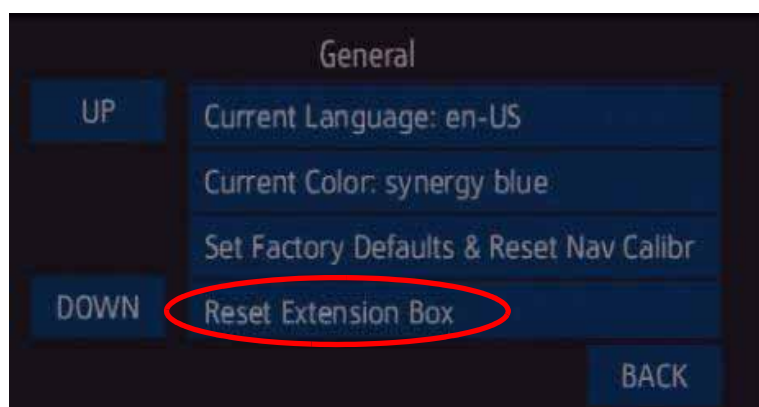 General
UP
Current Language: en-US
Current Color: synergy blue
Set Factory Defaults & Reset Nav Calibr
DOWN
Reset Extension Box
BACK